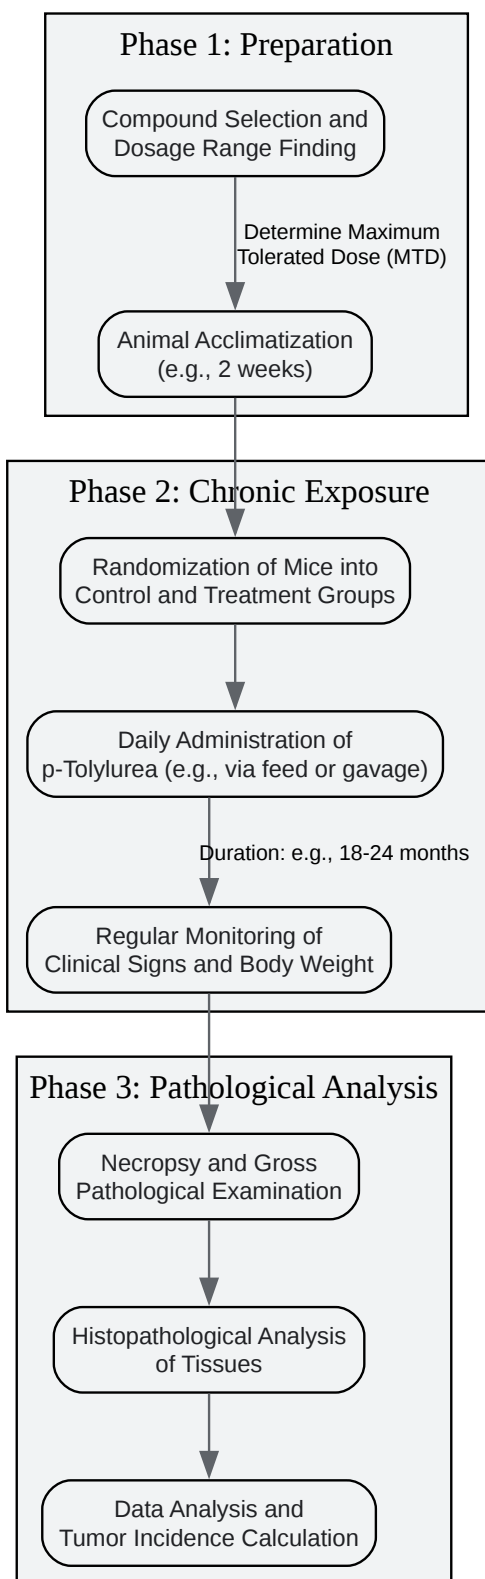 Phase 1: Preparation
Compound Selection and
Dosage Range Finding
Determine Maximum
Tolerated Dose (MTD)
Animal Acclimatization
(e.g., 2 weeks)
Phase 2: Chronic Exposure
Randomization of Mice into
Control and Treatment Groups
Daily Administration of
p-Tolylurea (e.g., via feed or gavage)
Duration: e.g., 18-24 months
Regular Monitoring of
Clinical Signs and Body Weight
Phase 3: Pathological Analysis
Necropsy and Gross
Pathological Examination
Histopathological Analysis
of Tissues
Data Analysis and
Tumor Incidence Calculation